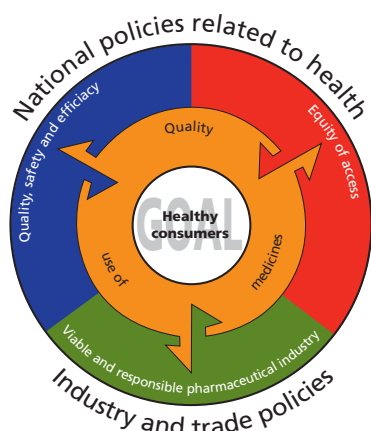 National policies related to health
Quality, safety and efficiacy
Equity of access
Quality
use of
medicines
GOAL
Healthy
consumers
Viable and responsible pharmaceutical industry
Industry and trade policies